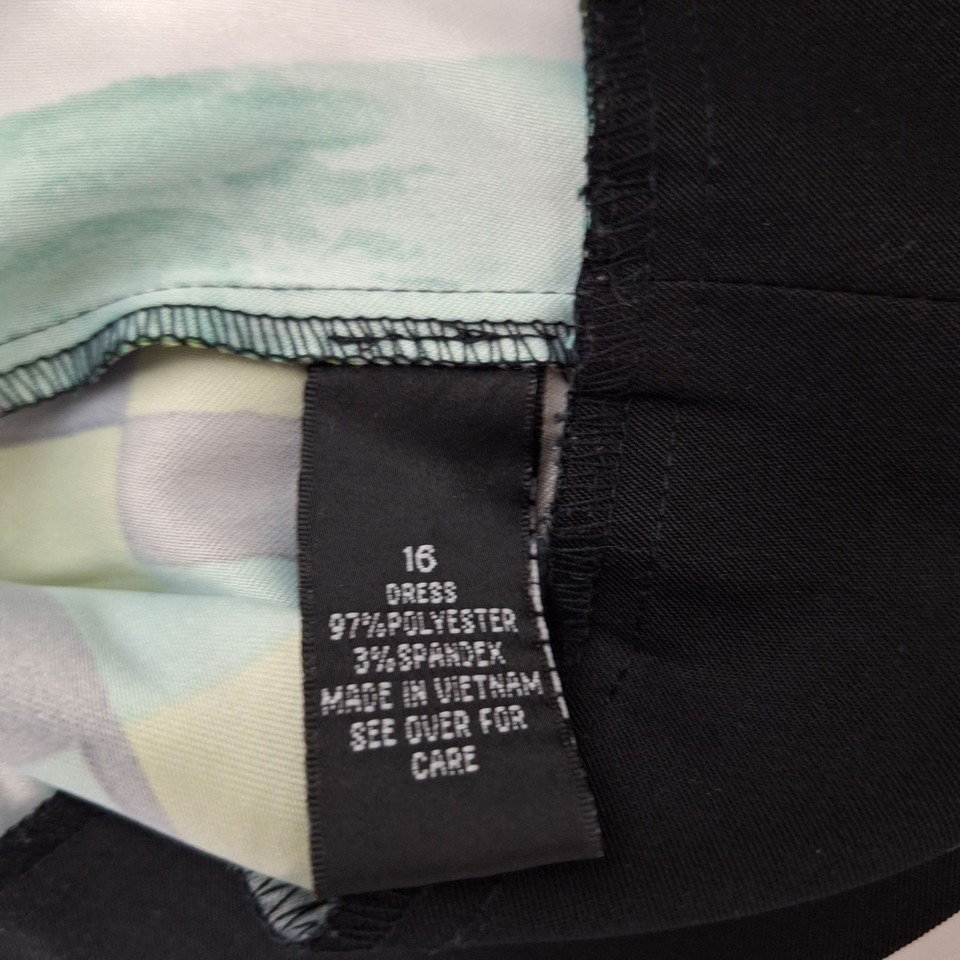 16
DRESS
97%POLYESTER
3%SPANDEX
MADE IN VIETNAM
SEE OVER FOR
CARE